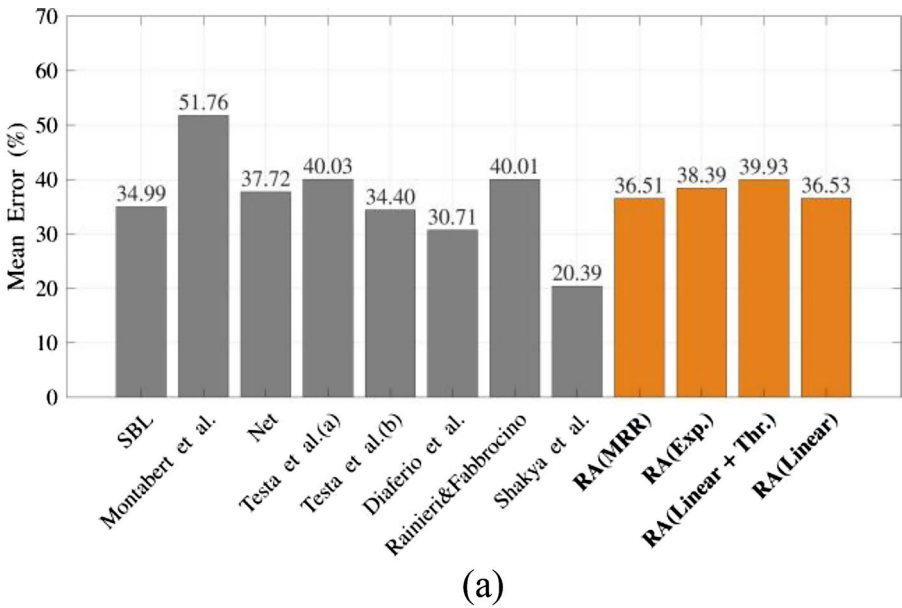 70
60
50
40
30
20
10
0
Mean Error (%)
34.99
51.76
37.72
40.03
34.40
30.71
40.01
20.39
36.51
38.39
39.93
36.53
SBL
Montabert et al.
Net
Testa et al.(a)
Testa et al.(b)
Diaferio et al.
Rainieri&Fabbrocino
Shakya et al.
RA(MRR)
RA(Exp.)
RA(Linear + Thr.)
RA(Linear)
(a)